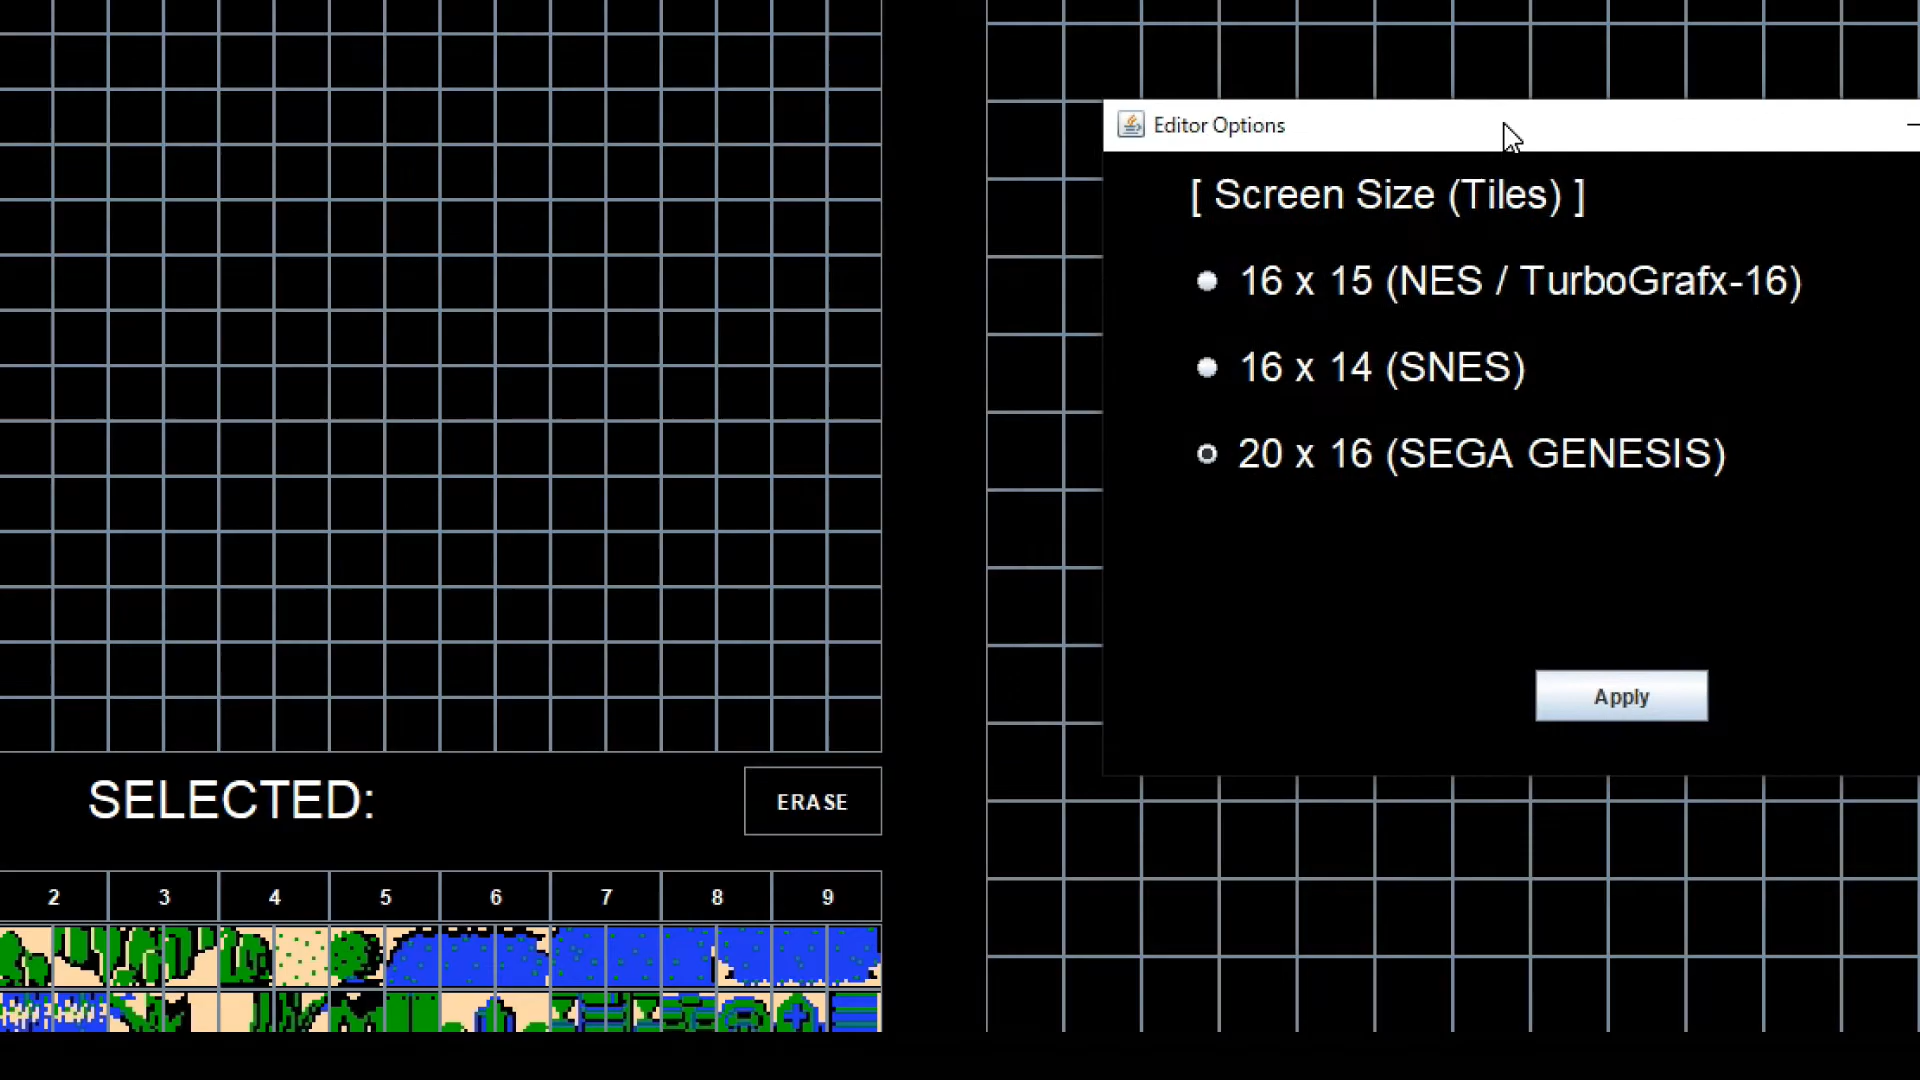 Editor Options
[ Screen Size (Tiles) ]
16 x 15 (NES / TurboGrafx-16)
16 x 14 (SNES)
20 x 16 (SEGA GENESIS)
Apply
SELECTED:
ERASE
2 3 4 5 6 7 8 9